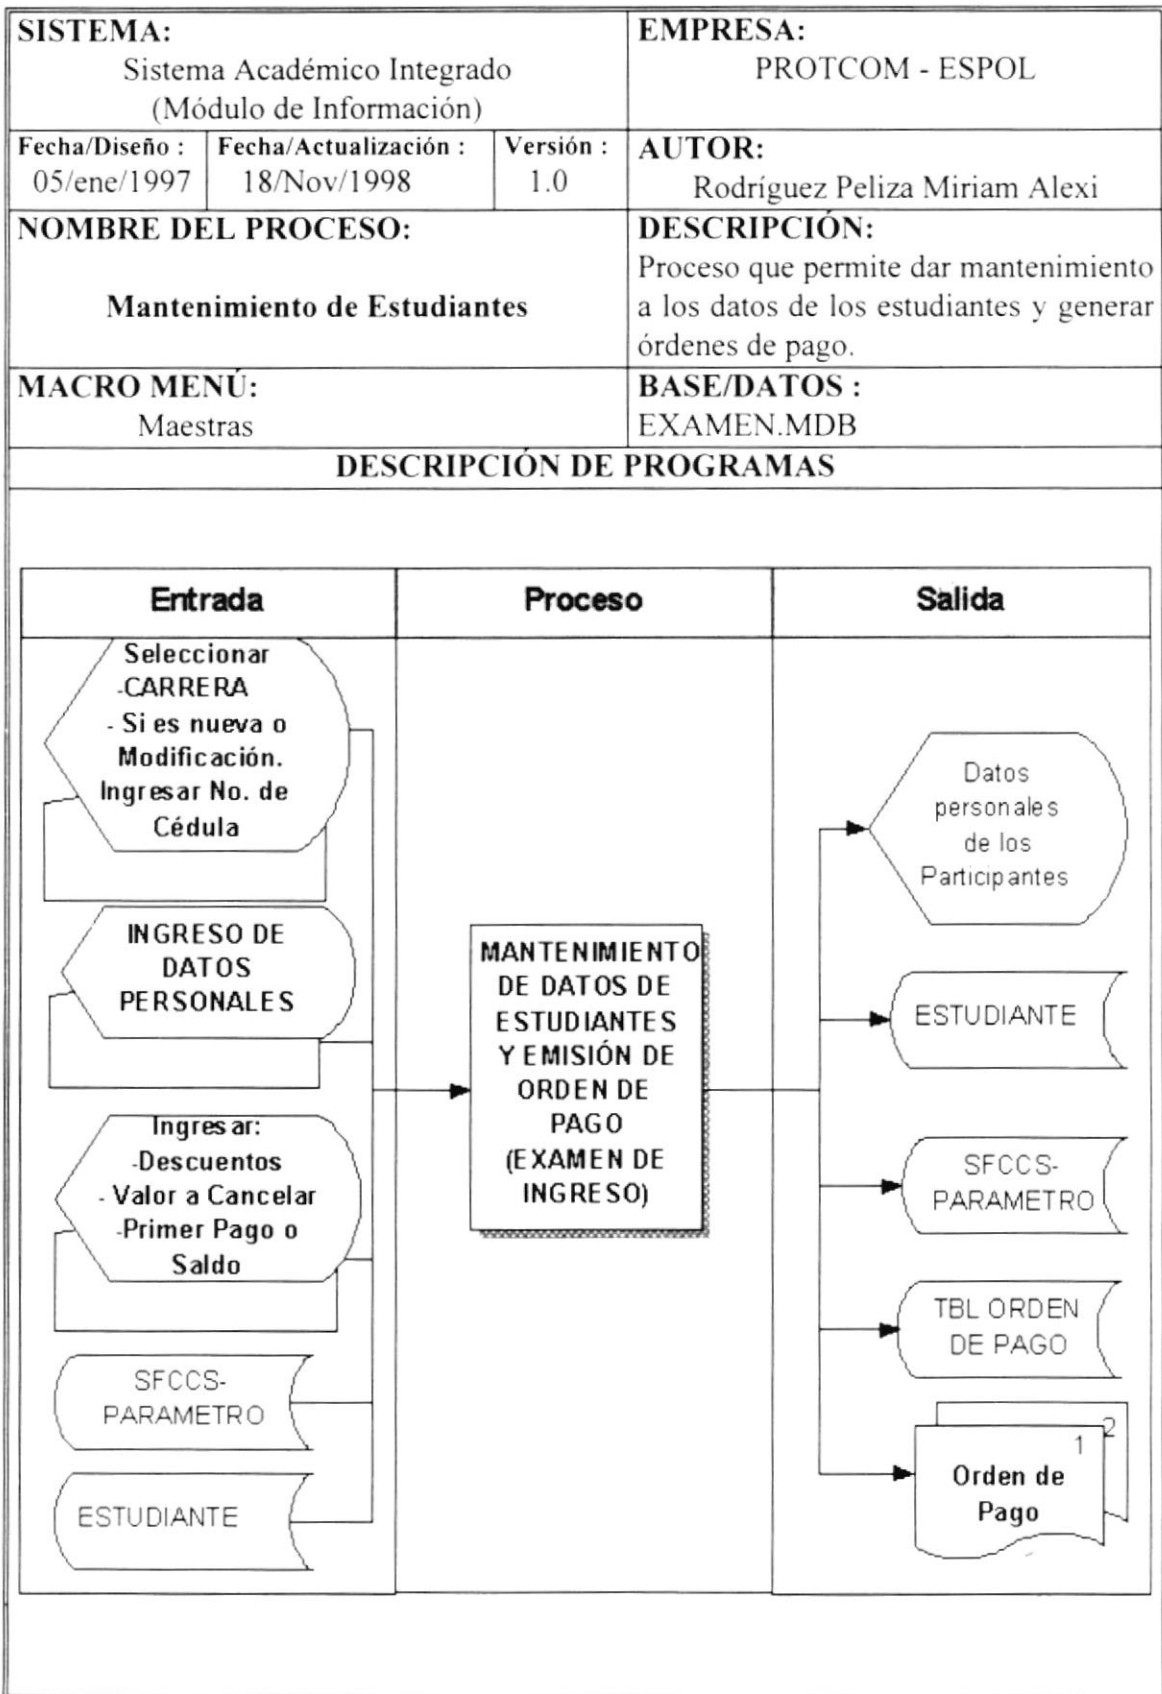 SISTEMA:
Sistema Académico Integrado
(Módulo de Información)
EMPRESA:
PROTCOM - ESPOL
Fecha/Diseño :
05/ene/1997
Fecha/Actualización :
18/Nov/1998
Versión :
1.0
AUTOR:
Rodríguez Peliza Miriam Alexi
NOMBRE DEL PROCESO:
Mantenimiento de Estudiantes
DESCRIPCIÓN:
Proceso que permite dar mantenimiento
a los datos de los estudiantes y generar
órdenes de pago.
MACRO MENÚ:
Maestras
BASE/DATOS :
EXAMEN.MDB
DESCRIPCIÓN DE PROGRAMAS
Entrada
Proceso
Salida
Seleccionar
-CARRERA
- Si es nueva o
Modificación.
Ingresar No. de
Cédula
INGRESO DE
DATOS
PERSONALES
Ingresar:
-Descuentos
- Valor a Cancelar
-Primer Pago o
Saldo
SFCCS-
PARAMETRO
ESTUDIANTE
MANTENIMIENTO
DE DATOS DE
ESTUDIANTES
Y EMISIÓN DE
ORDEN DE
PAGO
(EXAMEN DE
INGRESO)
Datos
personales
de los
Participantes
ESTUDIANTE
SFCCS-
PARAMETRO
TBL ORDEN
DE PAGO
2
1
Orden de
Pago